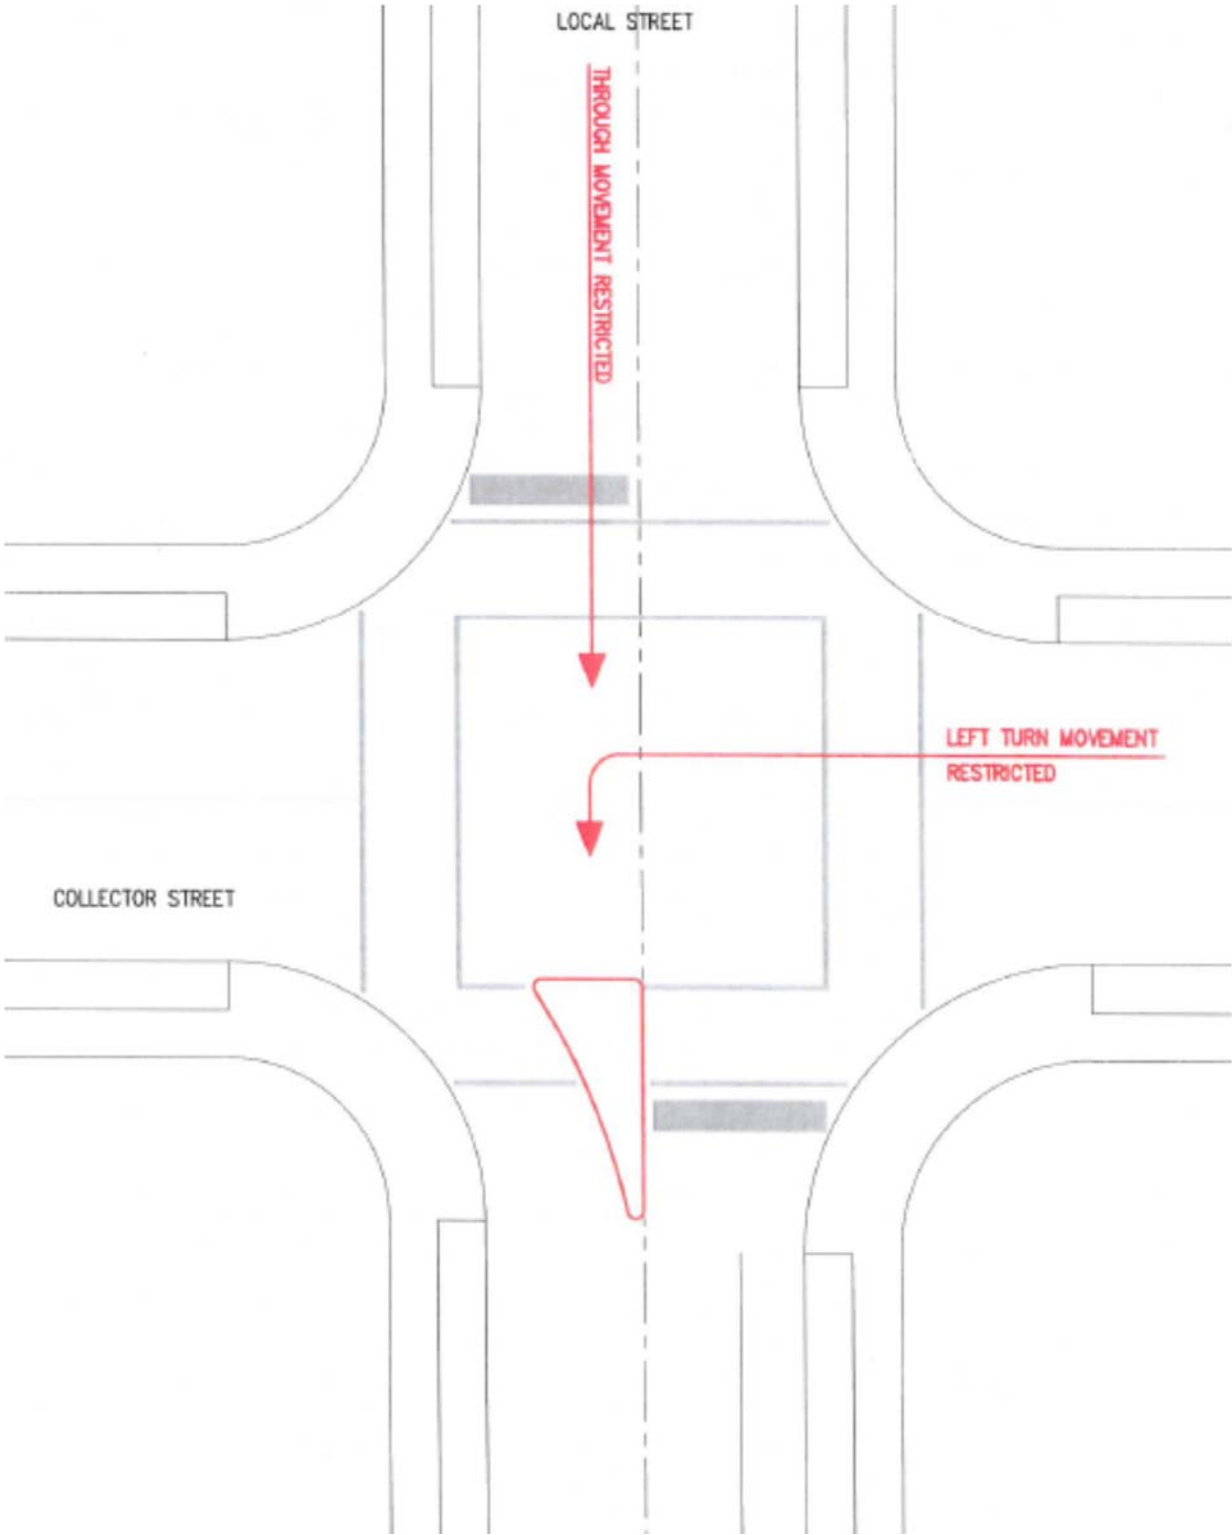 LOCAL STREET
THROUGH MOVEMENT RESTRICTED
LEFT TURN MOVEMENT
RESTRICTED
COLLECTOR STREET